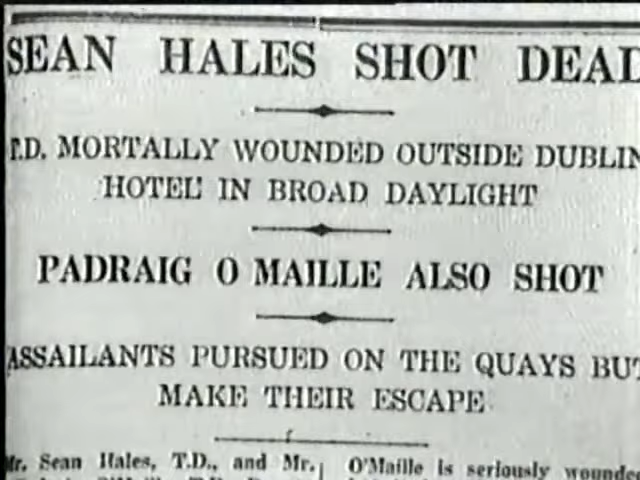 SEAN HALES SHOT DEAD
T.D. MORTALLY WOUNDED OUTSIDE DUBLIN
HOTEL IN BROAD DAYLIGHT
PADRAIG O MAILLE ALSO SHOT
ASSAILANTS PURSUED ON THE QUAYS BUT
MAKE THEIR ESCAPE
Mr. Sean Hales, T.D., and Mr.
O'Maille is seriously wounded